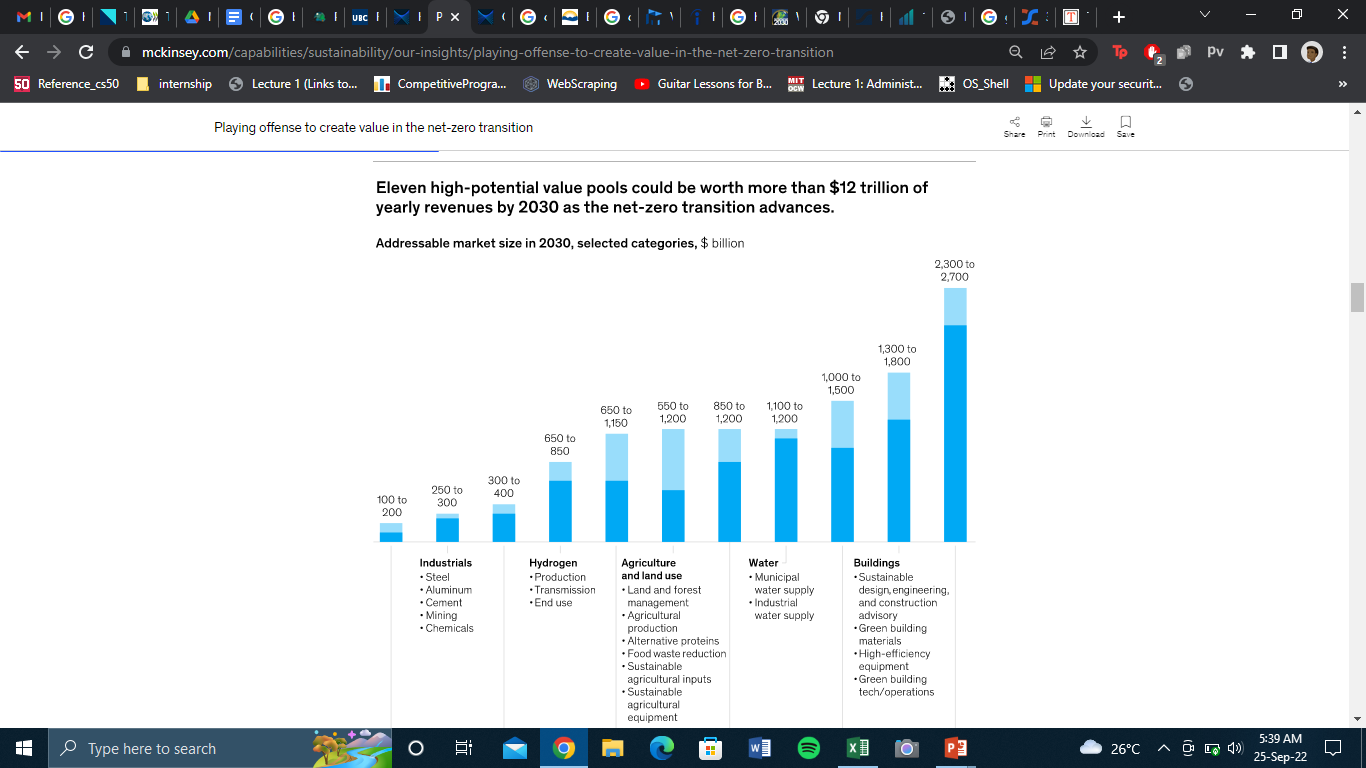 mckinsey.com/capabilities/sustainability/our-insights/playing-offense-to-create-value-in-the-net-zero-transition
Reference_cs50
internship
Lecture 1 (Links to...
CompetitiveProgra...
WebScraping
Guitar Lessons for B...
Lecture 1: Administ...
OS_Shell
Update your securit...
Playing offense to create value in the net-zero transition
Share
Print
Download
Save
Eleven high-potential value pools could be worth more than $12 trillion of
yearly revenues by 2030 as the net-zero transition advances.
Addressable market size in 2030, selected categories, $ billion
100 to
200
250 to
300
300 to
400
650 to
850
650 to
1,150
550 to
1,200
850 to
1,200
1,100 to
1,200
1,000 to
1,500
1,300 to
1,800
2,300 to
2,700
Industrials
• Steel
• Aluminum
• Cement
• Mining
• Chemicals
Hydrogen
• Production
• Transmission
• End use
Agriculture
and land use
• Land and forest
management
• Agricultural
production
• Alternative proteins
• Food waste reduction
• Sustainable
agricultural inputs
• Sustainable
agricultural
equipment
Water
• Municipal
water supply
• Industrial
water supply
Buildings
• Sustainable
design, engineering,
and construction
advisory
• Green building
materials
• High-efficiency
equipment
• Green building
tech/operations
Type here to search
26°C
5:39 AM
25-Sep-22